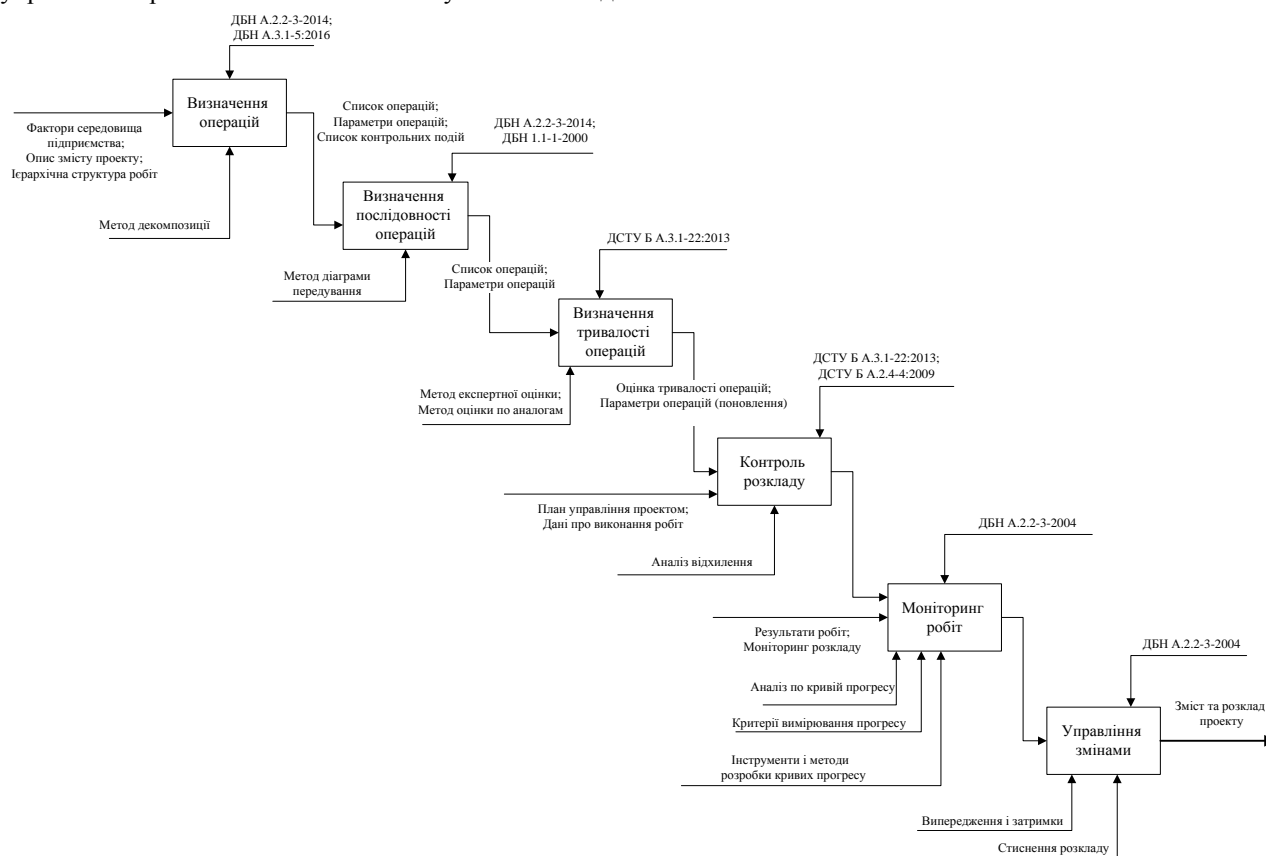 ДБН А.2.2-3-2014;
ДБН А.3.1-5:2016
Визначення
операцій
Фактори середовища
підприємства;
Опис змісту проекту;
Ієрархічна структура робіт
Метод декомпозиції
Список операцій;
Параметри операцій;
Список контрольних подій
ДБН А.2.2-3-2014;
ДБН 1.1-1-2000
Визначення
послідовності
операцій
Метод діаграми
передування
Список операцій;
Параметри операцій
ДСТУ Б А.3.1-22:2013
Визначення
тривалості
операцій
Метод експертної оцінки;
Метод оцінки по аналогам
Оцінка тривалості операцій;
Параметри операцій (поновлення)
ДСТУ Б А.3.1-22:2013;
ДСТУ Б А.2.4-4:2009
Контроль
розкладу
План управління проектом;
Дані про виконання робіт
Аналіз відхилення
ДБН А.2.2-3-2004
Моніторинг
робіт
Результати робіт;
Моніторинг розкладу
Аналіз по кривій прогресу
Критерії вимірювання прогресу
Інструменти і методи
розробки кривих прогресу
ДБН А.2.2-3-2004
Управління
змінами
Зміст та розклад
проекту
Випередження і затримки
Стиснення розкладу